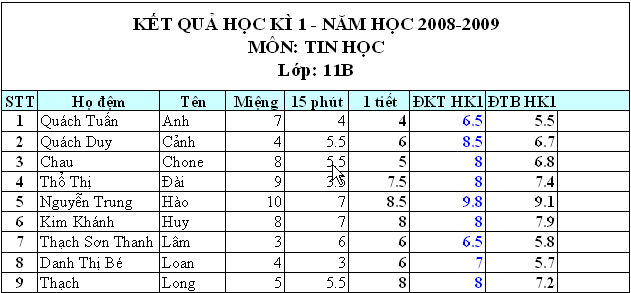 KẾT QUẢ HỌC KÌ 1 - NĂM HỌC 2008-2009
MÔN: TIN HỌC
Lớp: 11B
STT Họ đệm Tên Miệng 15 phút 1 tiết ĐKT HK1 ĐTB HK1
1 Quách Tuấn Anh 7 4 4 6.5 5.5
2 Quách Duy Cảnh 4 5.5 6 8.5 6.7
3 Chau Chone 8 5.5 5 8 6.8
4 Thổ Thị Đài 9 3.5 7.5 8 7.4
5 Nguyễn Trung Hào 10 7 8.5 9.8 9.1
6 Kim Khánh Huy 8 7 8 8 7.9
7 Thạch Sơn Thanh Lâm 3 6 6 6.5 5.8
8 Danh Thị Bé Loan 4 3 6 7 5.7
9 Thạch Long 5 5.5 8 8 7.2